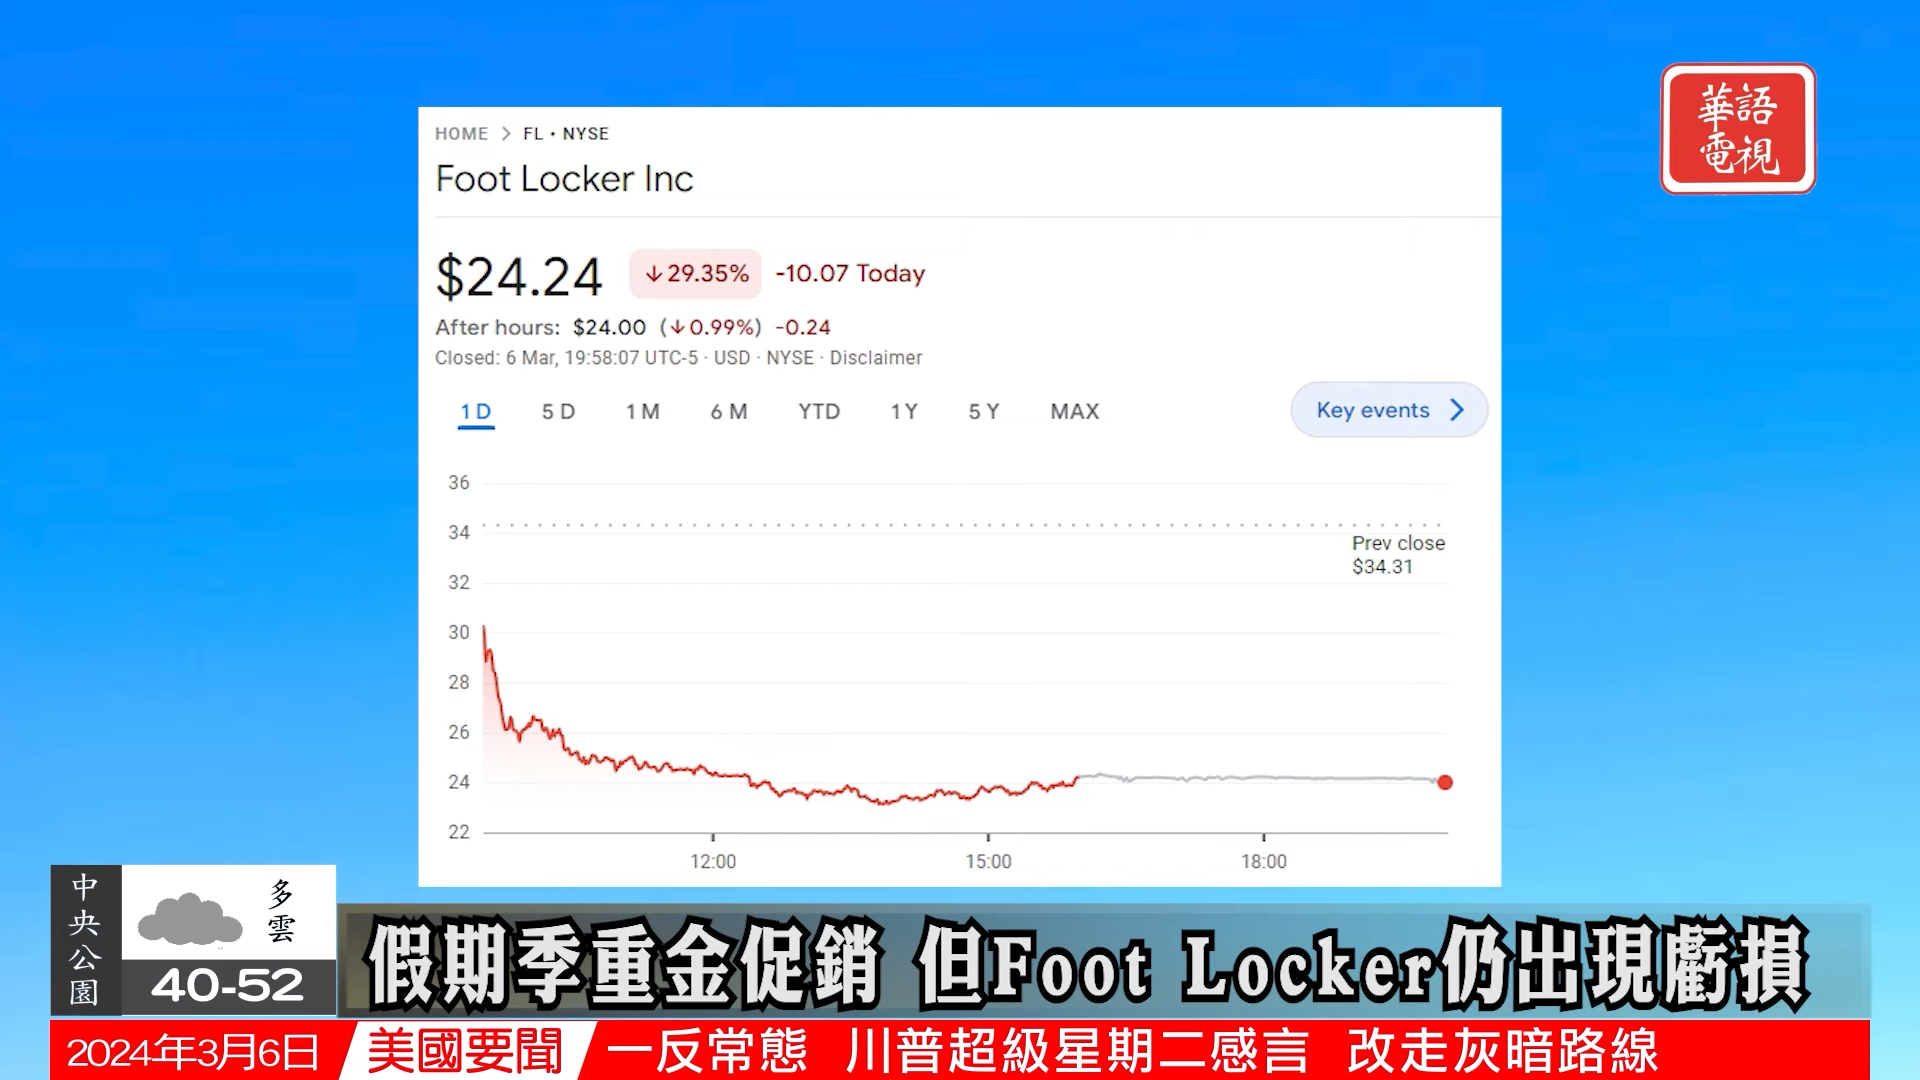 華語
電視
HOME > FL • NYSE
Foot Locker Inc
$24.24 ↓29.35% -10.07 Today
After hours: $24.00 (↓0.99%) -0.24
Closed: 6 Mar, 19:58:07 UTC-5 · USD · NYSE · Disclaimer
1D 5D 1M 6M YTD 1Y 5Y MAX Key events >
36
34
Prev close
$34.31
32
30
28
26
24
22
12:00 15:00 18:00
中央公園
多雲
40-52
假期季重金促銷 但Foot Locker仍出現虧損
2024年3月6日 美國要聞 一反常態 川普超級星期二感言 改走灰暗路線